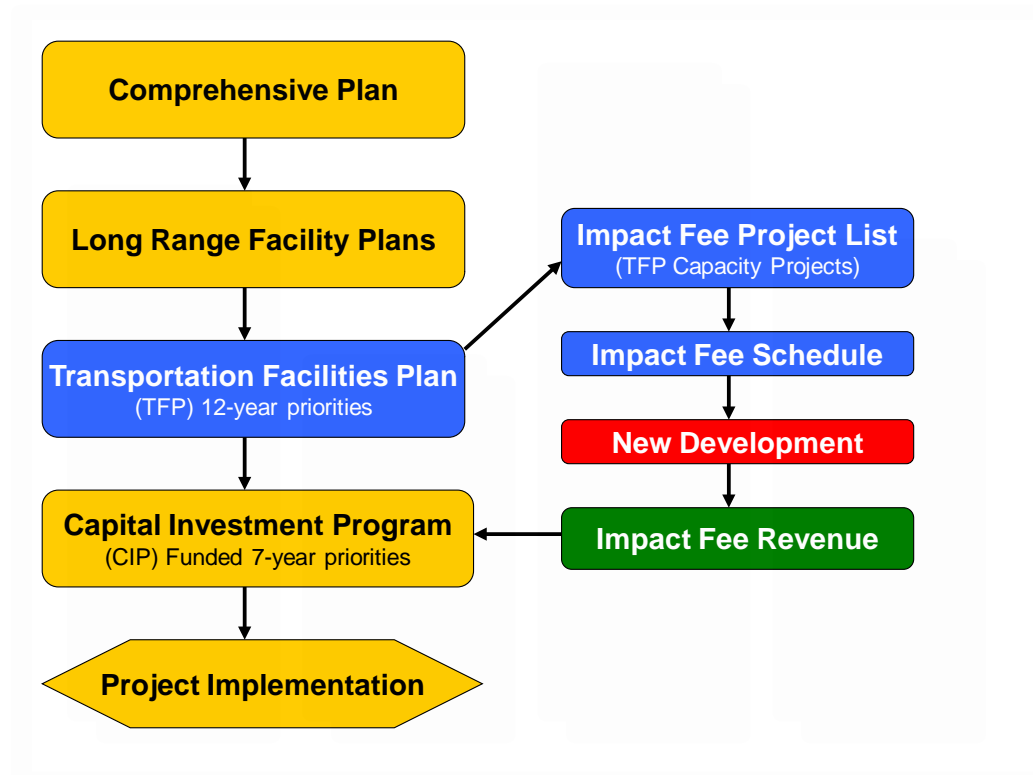 Comprehensive Plan
Long Range Facility Plans
Transportation Facilities Plan
(TFP) 12-year priorities
Capital Investment Program
(CIP) Funded 7-year priorities
Project Implementation
Impact Fee Project List
(TFP Capacity Projects)
Impact Fee Schedule
New Development
Impact Fee Revenue